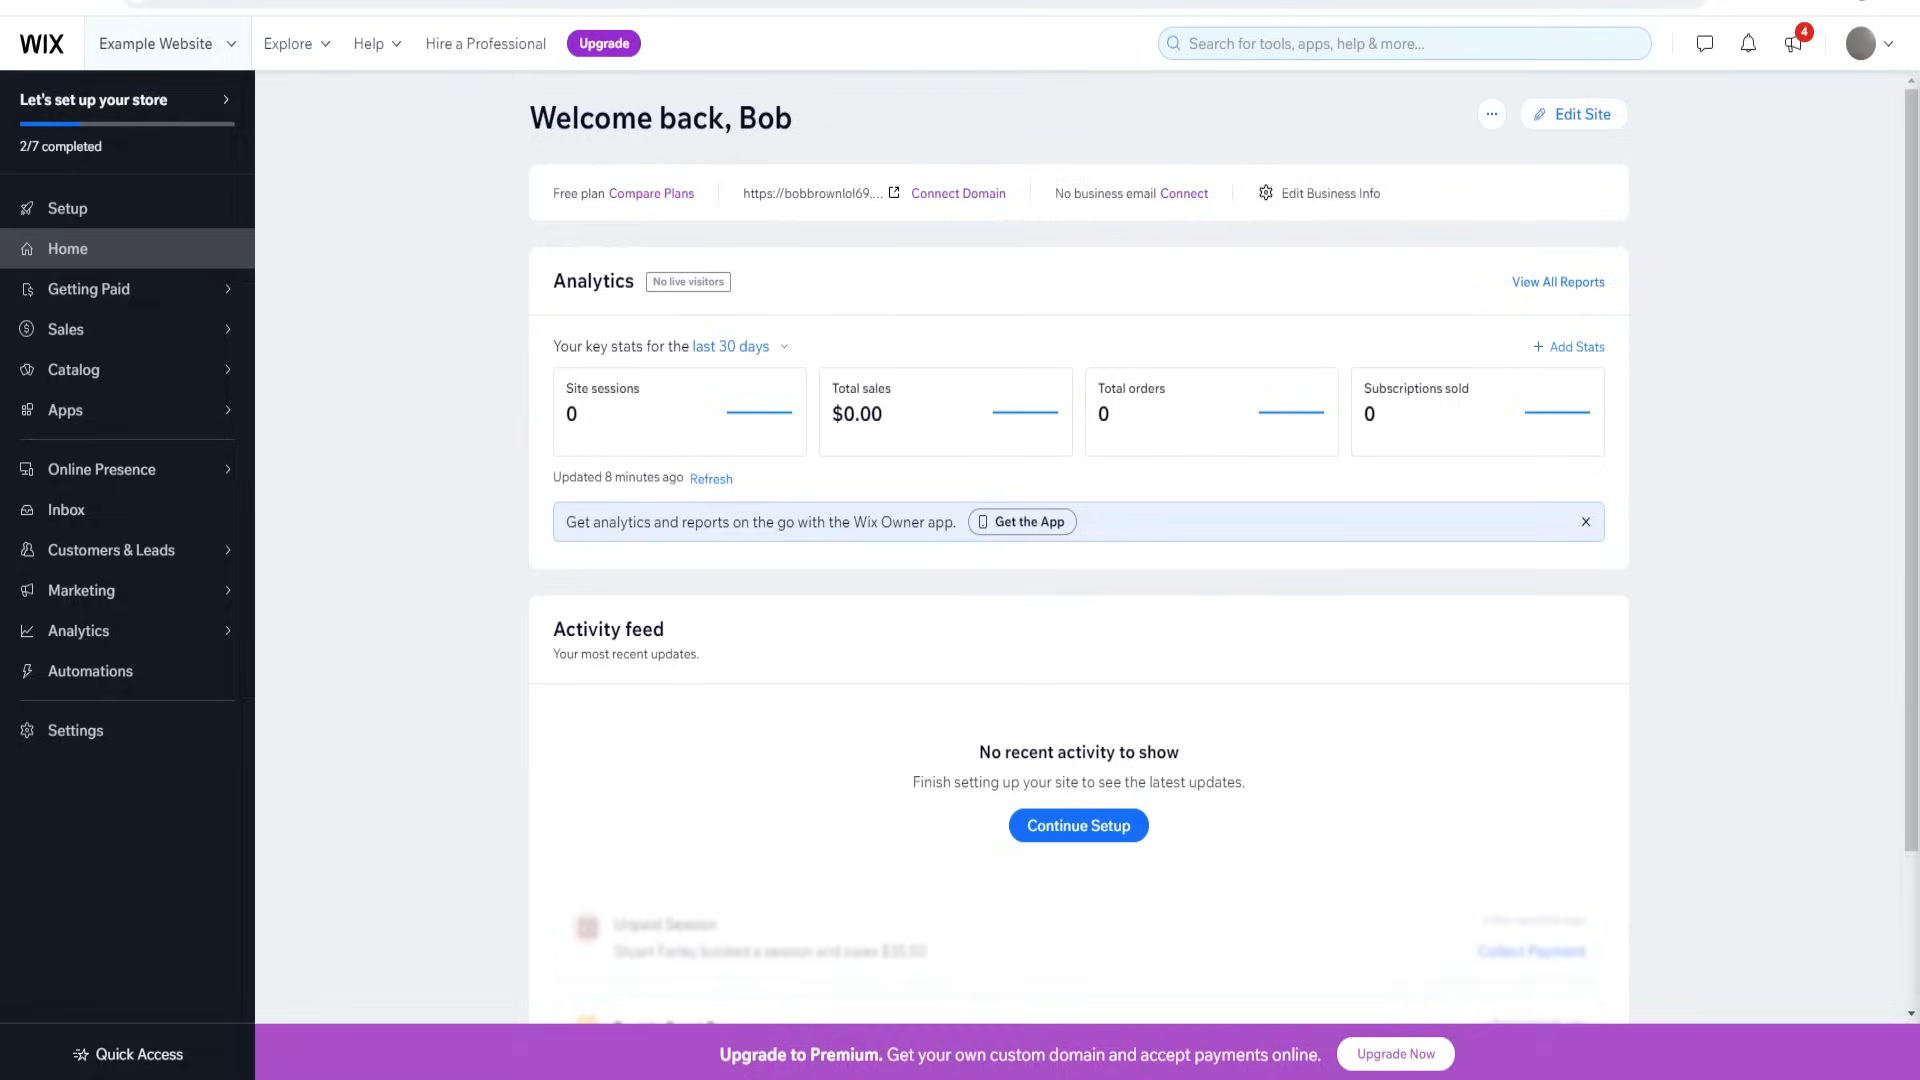 WIX
Example Website
Explore
Help
Hire a Professional
Upgrade
Search for tools, apps, help & more...
4
Let's set up your store
2/7 completed
Setup
Home
Getting Paid
Sales
Catalog
Apps
Online Presence
Inbox
Customers & Leads
Marketing
Analytics
Automations
Settings
Quick Access
Welcome back, Bob
...
Edit Site
Free plan Compare Plans
https://bobbrownlol69.... Connect Domain
No business email Connect
Edit Business Info
Analytics
No live visitors
View All Reports
Your key stats for the last 30 days
+ Add Stats
Site sessions
0
Total sales
$0.00
Total orders
0
Subscriptions sold
0
Updated 8 minutes ago Refresh
Get analytics and reports on the go with the Wix Owner app.
Get the App
Activity feed
Your most recent updates.
No recent activity to show
Finish setting up your site to see the latest updates.
Continue Setup
Unpaid Session
Collect Payment
Upgrade to Premium. Get your own custom domain and accept payments online.
Upgrade Now